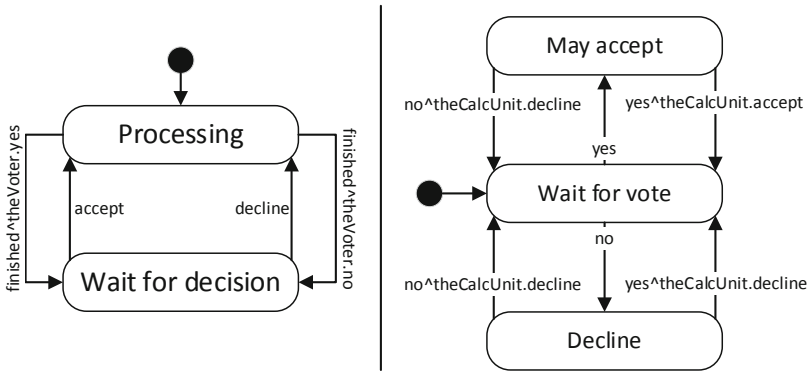 Processing
finished^theVoter.yes
finished^theVoter.no
accept
decline
Wait for decision
May accept
no^theCalcUnit.decline
yes^theCalcUnit.accept
yes
Wait for vote
no
no^theCalcUnit.decline
yes^theCalcUnit.decline
Decline